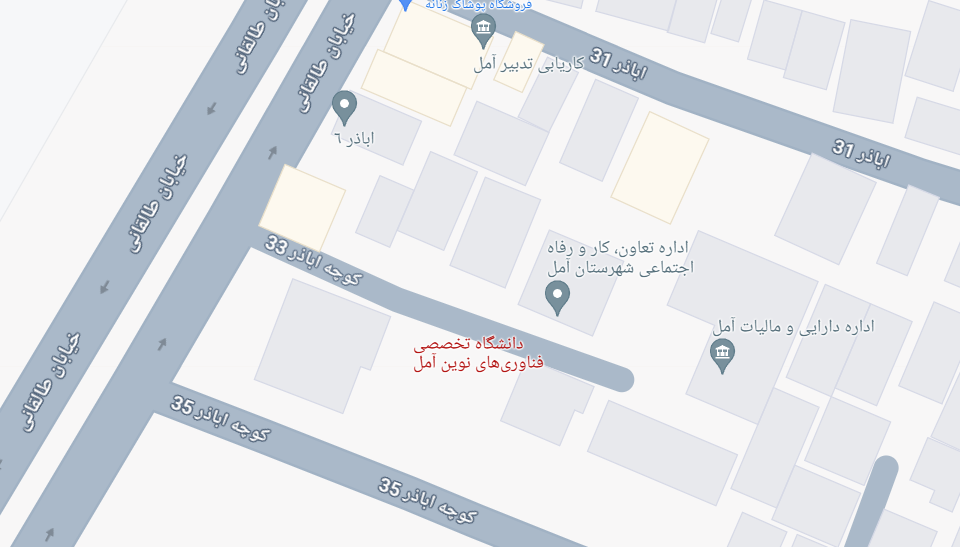 فروشگاه پوشاک زنانه
خیابان طالقانی
خیابان طالقانی
کاریابی تدبیر آمل
اباذر 31
اباذر ٦
اباذر 31
خیابان طالقانی
کوچه اباذر 33
اداره تعاون، کار و رفاه
اجتماعی شهرستان آمل
اداره دارایی و مالیات آمل
دانشگاه تخصصی
فناوری‌های نوین آمل
خیابان طالقانی
کوچه اباذر 35
کوچه اباذر 35